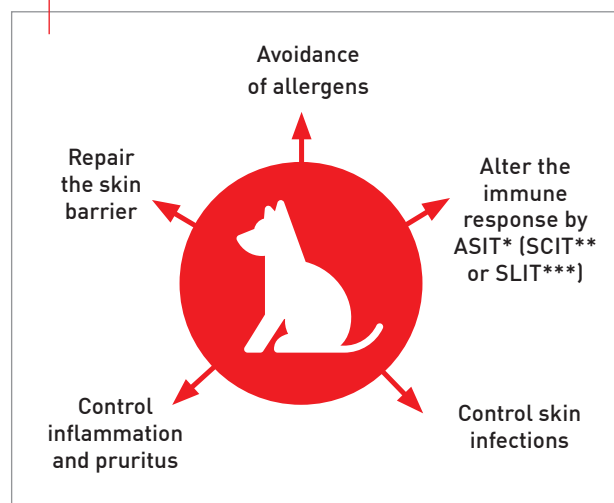 Avoidance
of allergens
Repair
the skin
barrier
Alter the
immune
response by
ASIT* (SCIT**
or SLIT***)
Control
inflammation
and pruritus
Control skin
infections